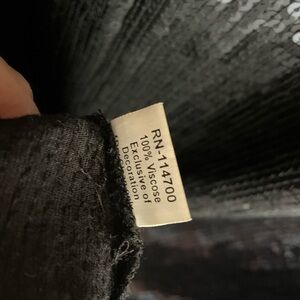 RN-114700
100% Viscose
Exclusive of
Decoration